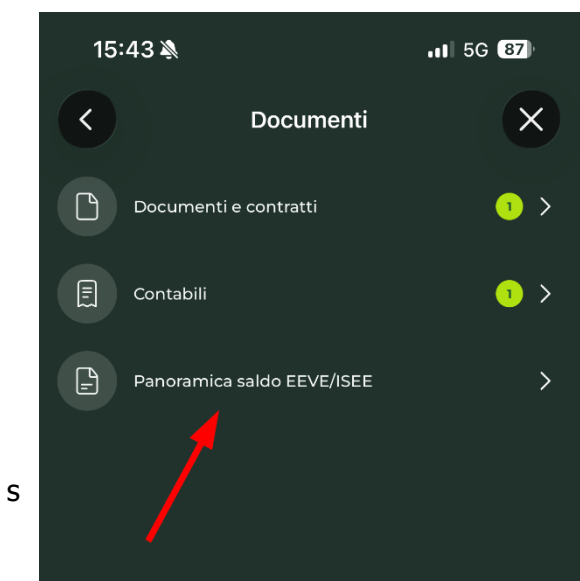 15:43
5G 87
Documenti
Documenti e contratti 1
Contabili 1
Panoramica saldo EEVE/ISEE
s